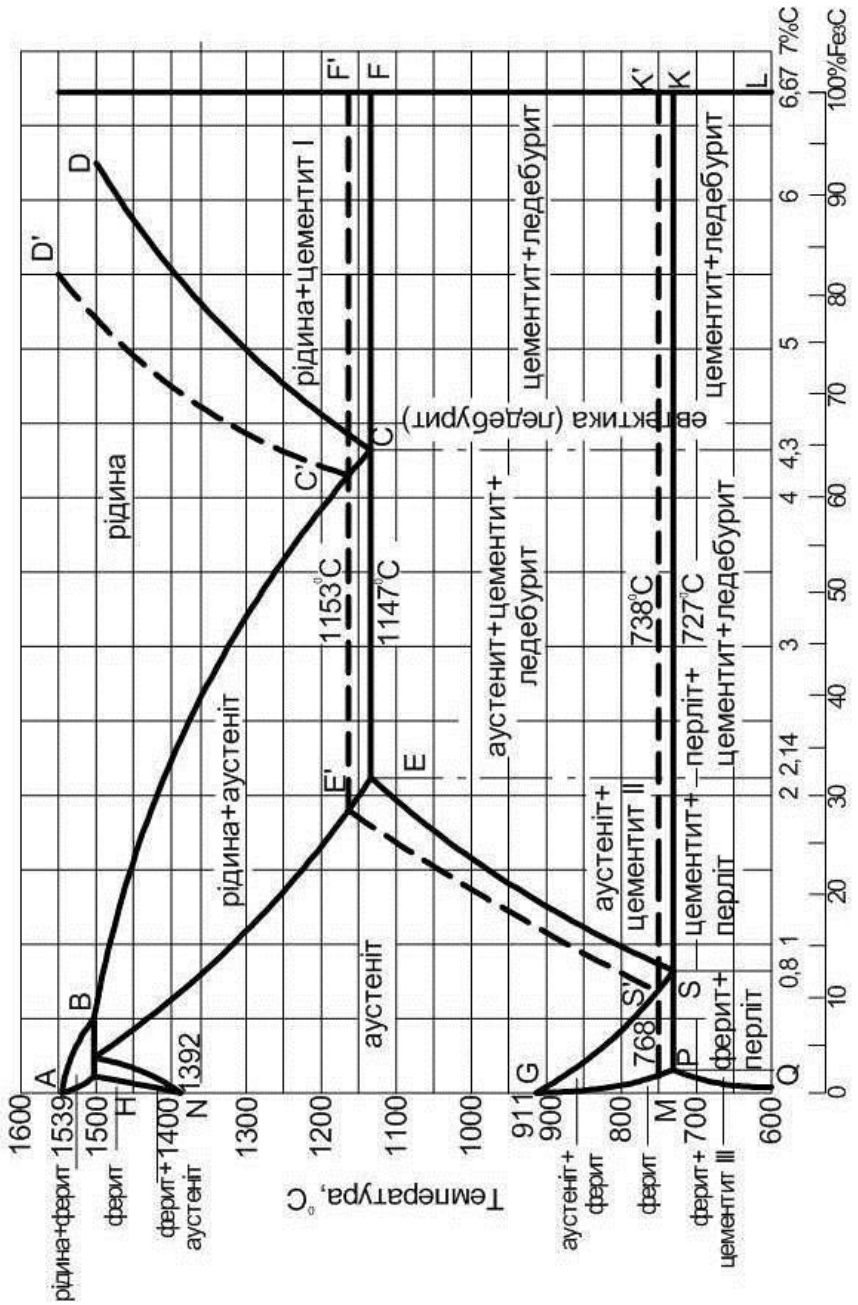 1600
1539
1500
1400
1392
1300
1200
1100
1000
911
900
800
768
700
600
Температура, °С
рідина+ферит
ферит
ферит+
аустеніт
аустеніт+
ферит
ферит
ферит+
цементит III
A
B
H
N
D'
D
рідина
рідина+аустеніт
рідина+цементит I
E'
1153°С
C'
F'
E
1147°С
C
F
аустеніт
аустеніт+
цементит II
аустенит+цементит+
ледебурит
евтектика (ледебурит)
цементит+ледебурит
G
M
S'
738°С
K'
P
S
727°С
K
Q
L
ферит+
перліт
цементит+
перліт
перліт+
цементит+ледебурит
цементит+ледебурит
0
0,8
1
2
2,14
3
4
4,3
5
6
6,67
7%С
10
20
30
40
50
60
70
80
90
100%Fe3C